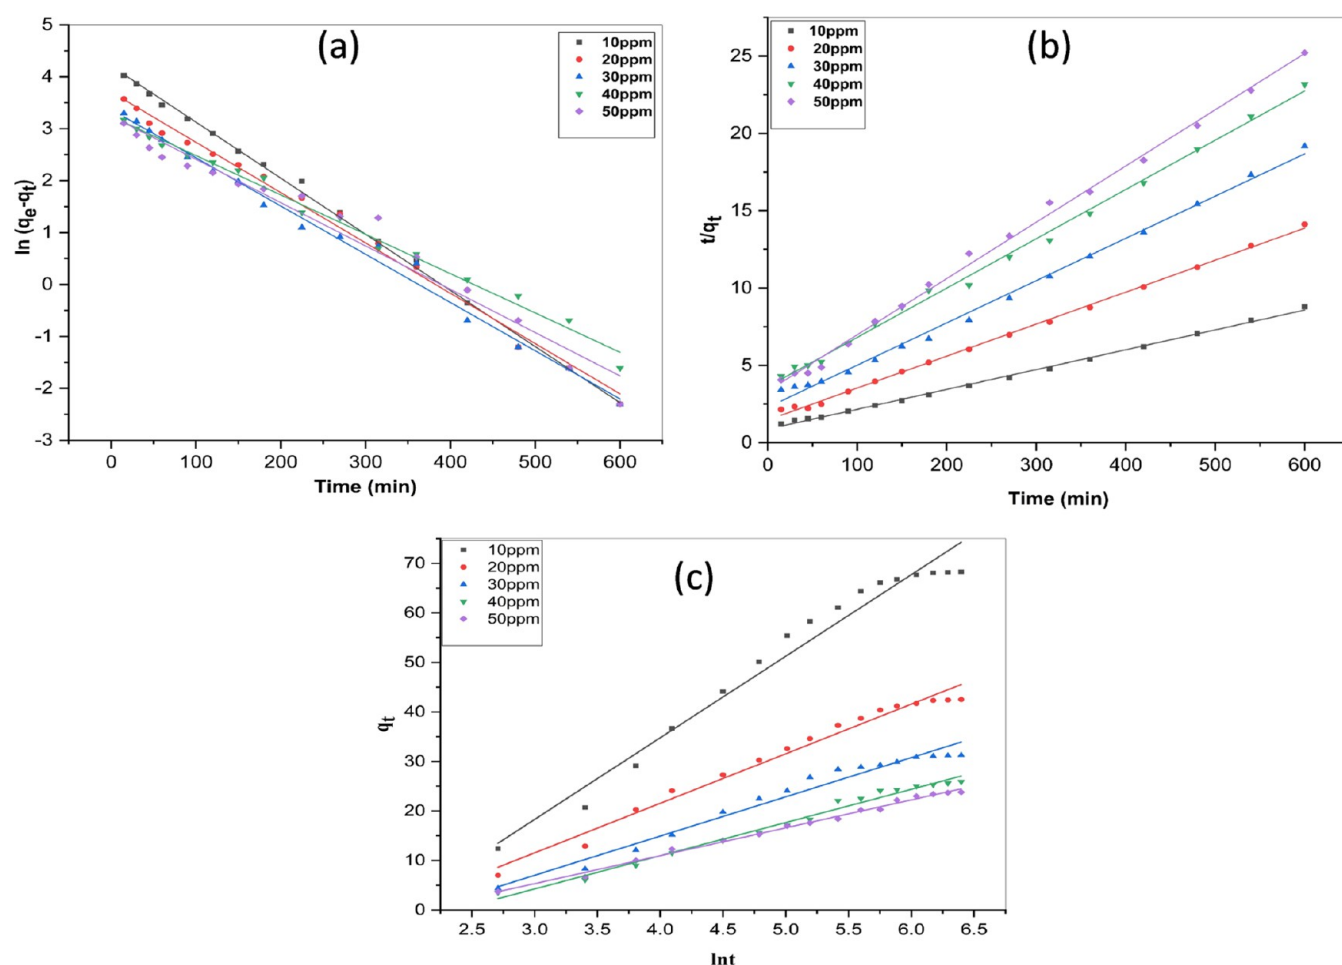 (a)
10ppm
20ppm
30ppm
40ppm
50ppm
5
4
3
2
1
0
-1
-2
-3
ln (qe-qt)
0 100 200 300 400 500 600
Time (min)
(b)
10ppm
20ppm
30ppm
40ppm
50ppm
25
20
15
10
5
0
t/qt
0 100 200 300 400 500 600
Time (min)
(c)
10ppm
20ppm
30ppm
40ppm
50ppm
70
60
50
40
30
20
10
0
qt
2.5 3.0 3.5 4.0 4.5 5.0 5.5 6.0 6.5
lnt